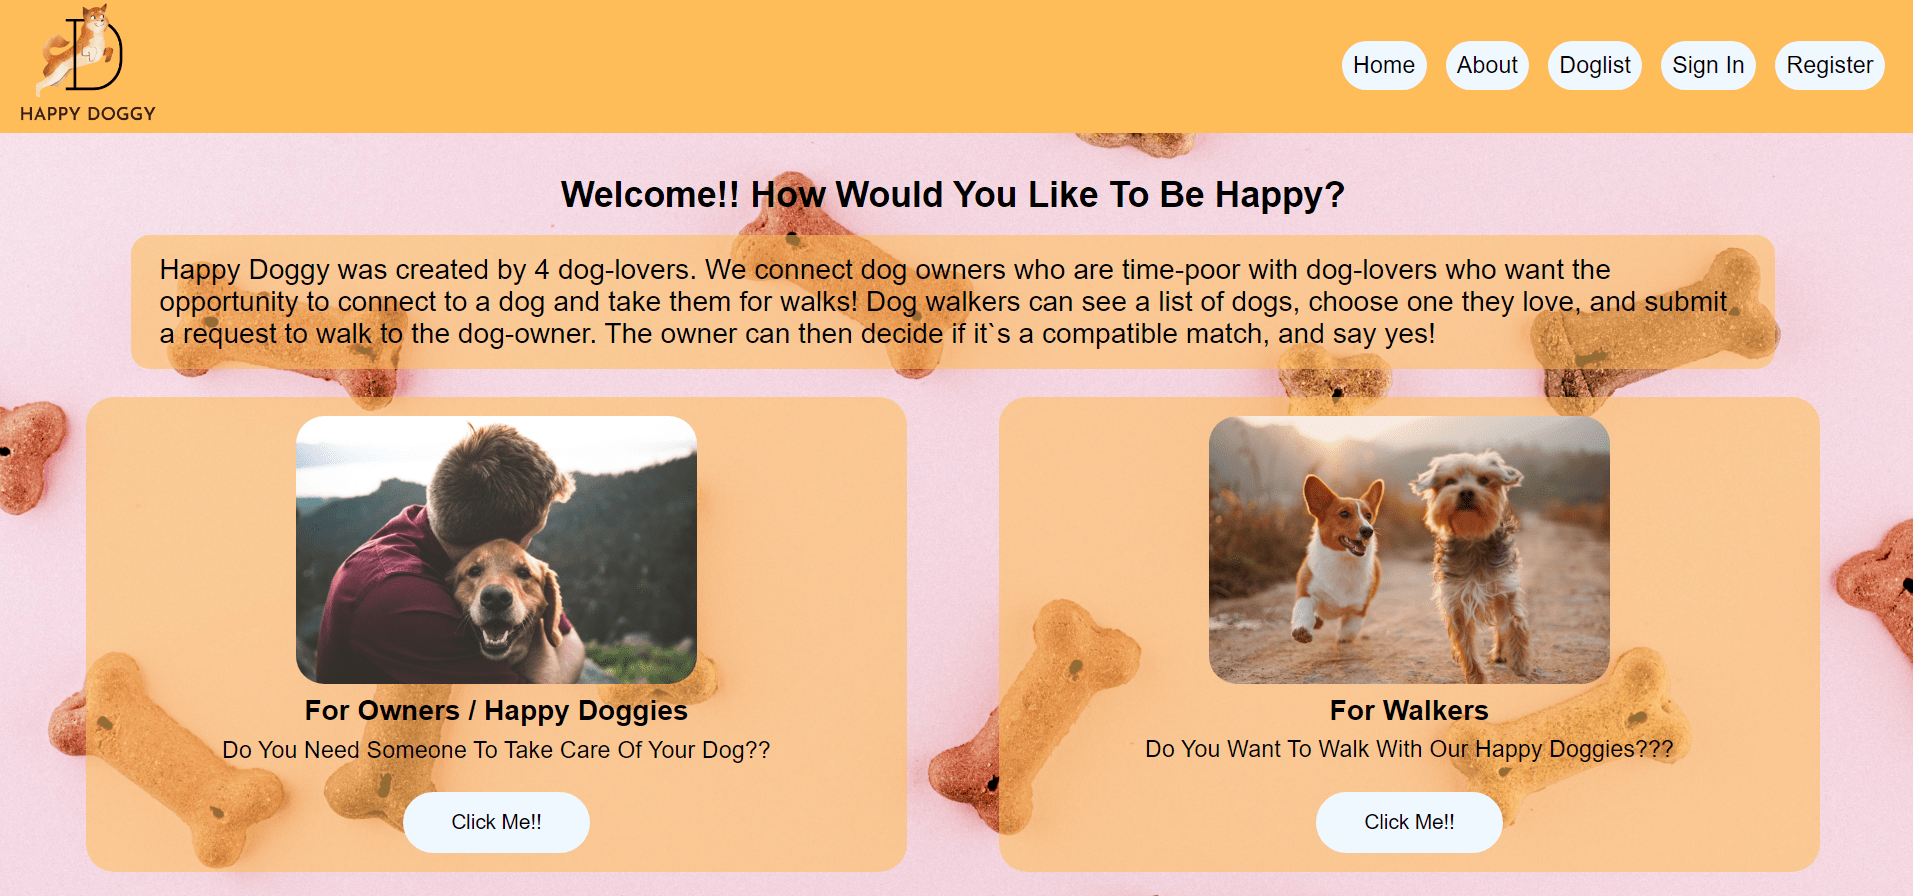 D
HAPPY DOGGY
Home About Doglist Sign In Register
Welcome!! How Would You Like To Be Happy?
Happy Doggy was created by 4 dog-lovers. We connect dog owners who are time-poor with dog-lovers who want the
opportunity to connect to a dog and take them for walks! Dog walkers can see a list of dogs, choose one they love, and submit
a request to walk to the dog-owner. The owner can then decide if it`s a compatible match, and say yes!
For Owners / Happy Doggies
Do You Need Someone To Take Care Of Your Dog??
Click Me!!
For Walkers
Do You Want To Walk With Our Happy Doggies???
Click Me!!